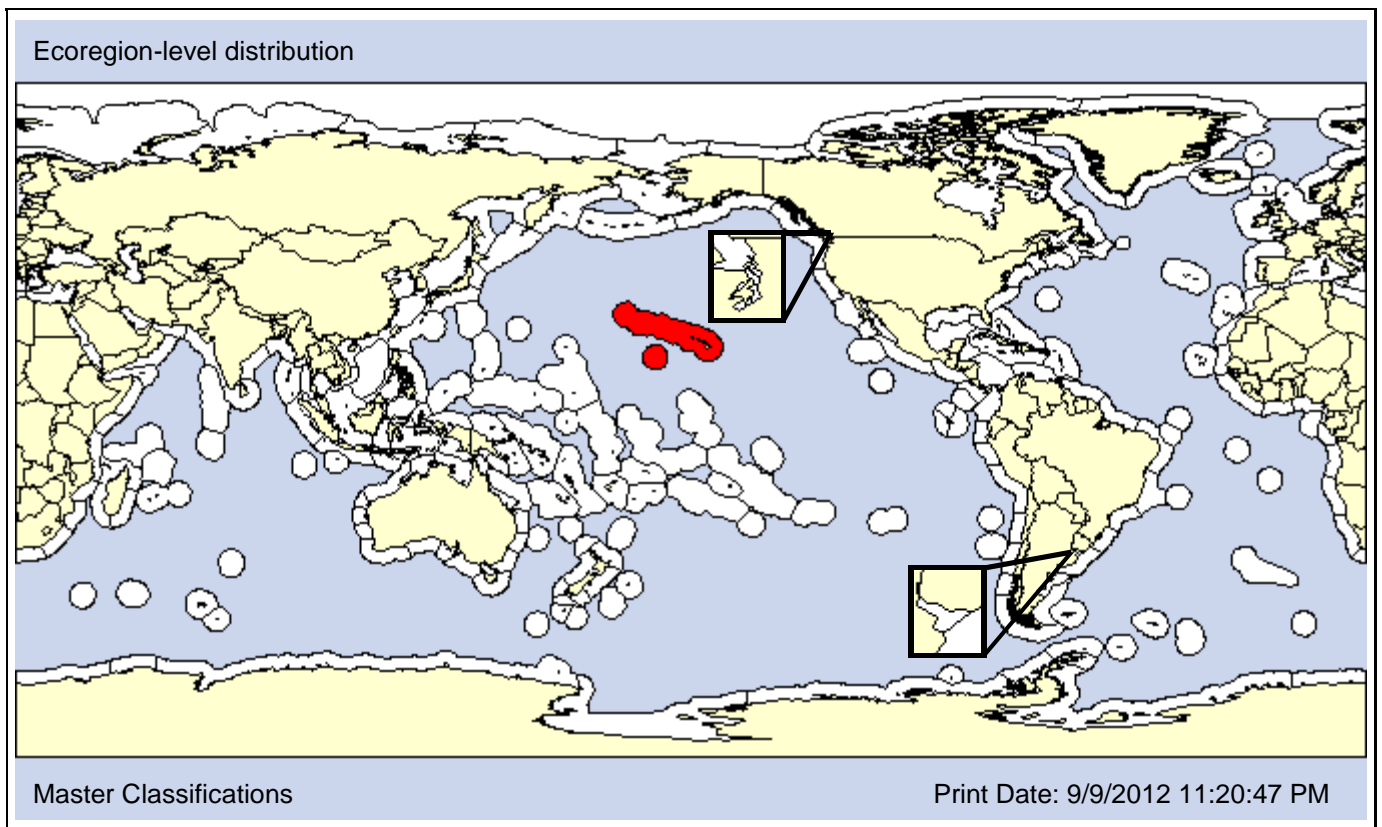 Ecoregion-level distribution
Master Classifications
Print Date: 9/9/2012 11:20:47 PM